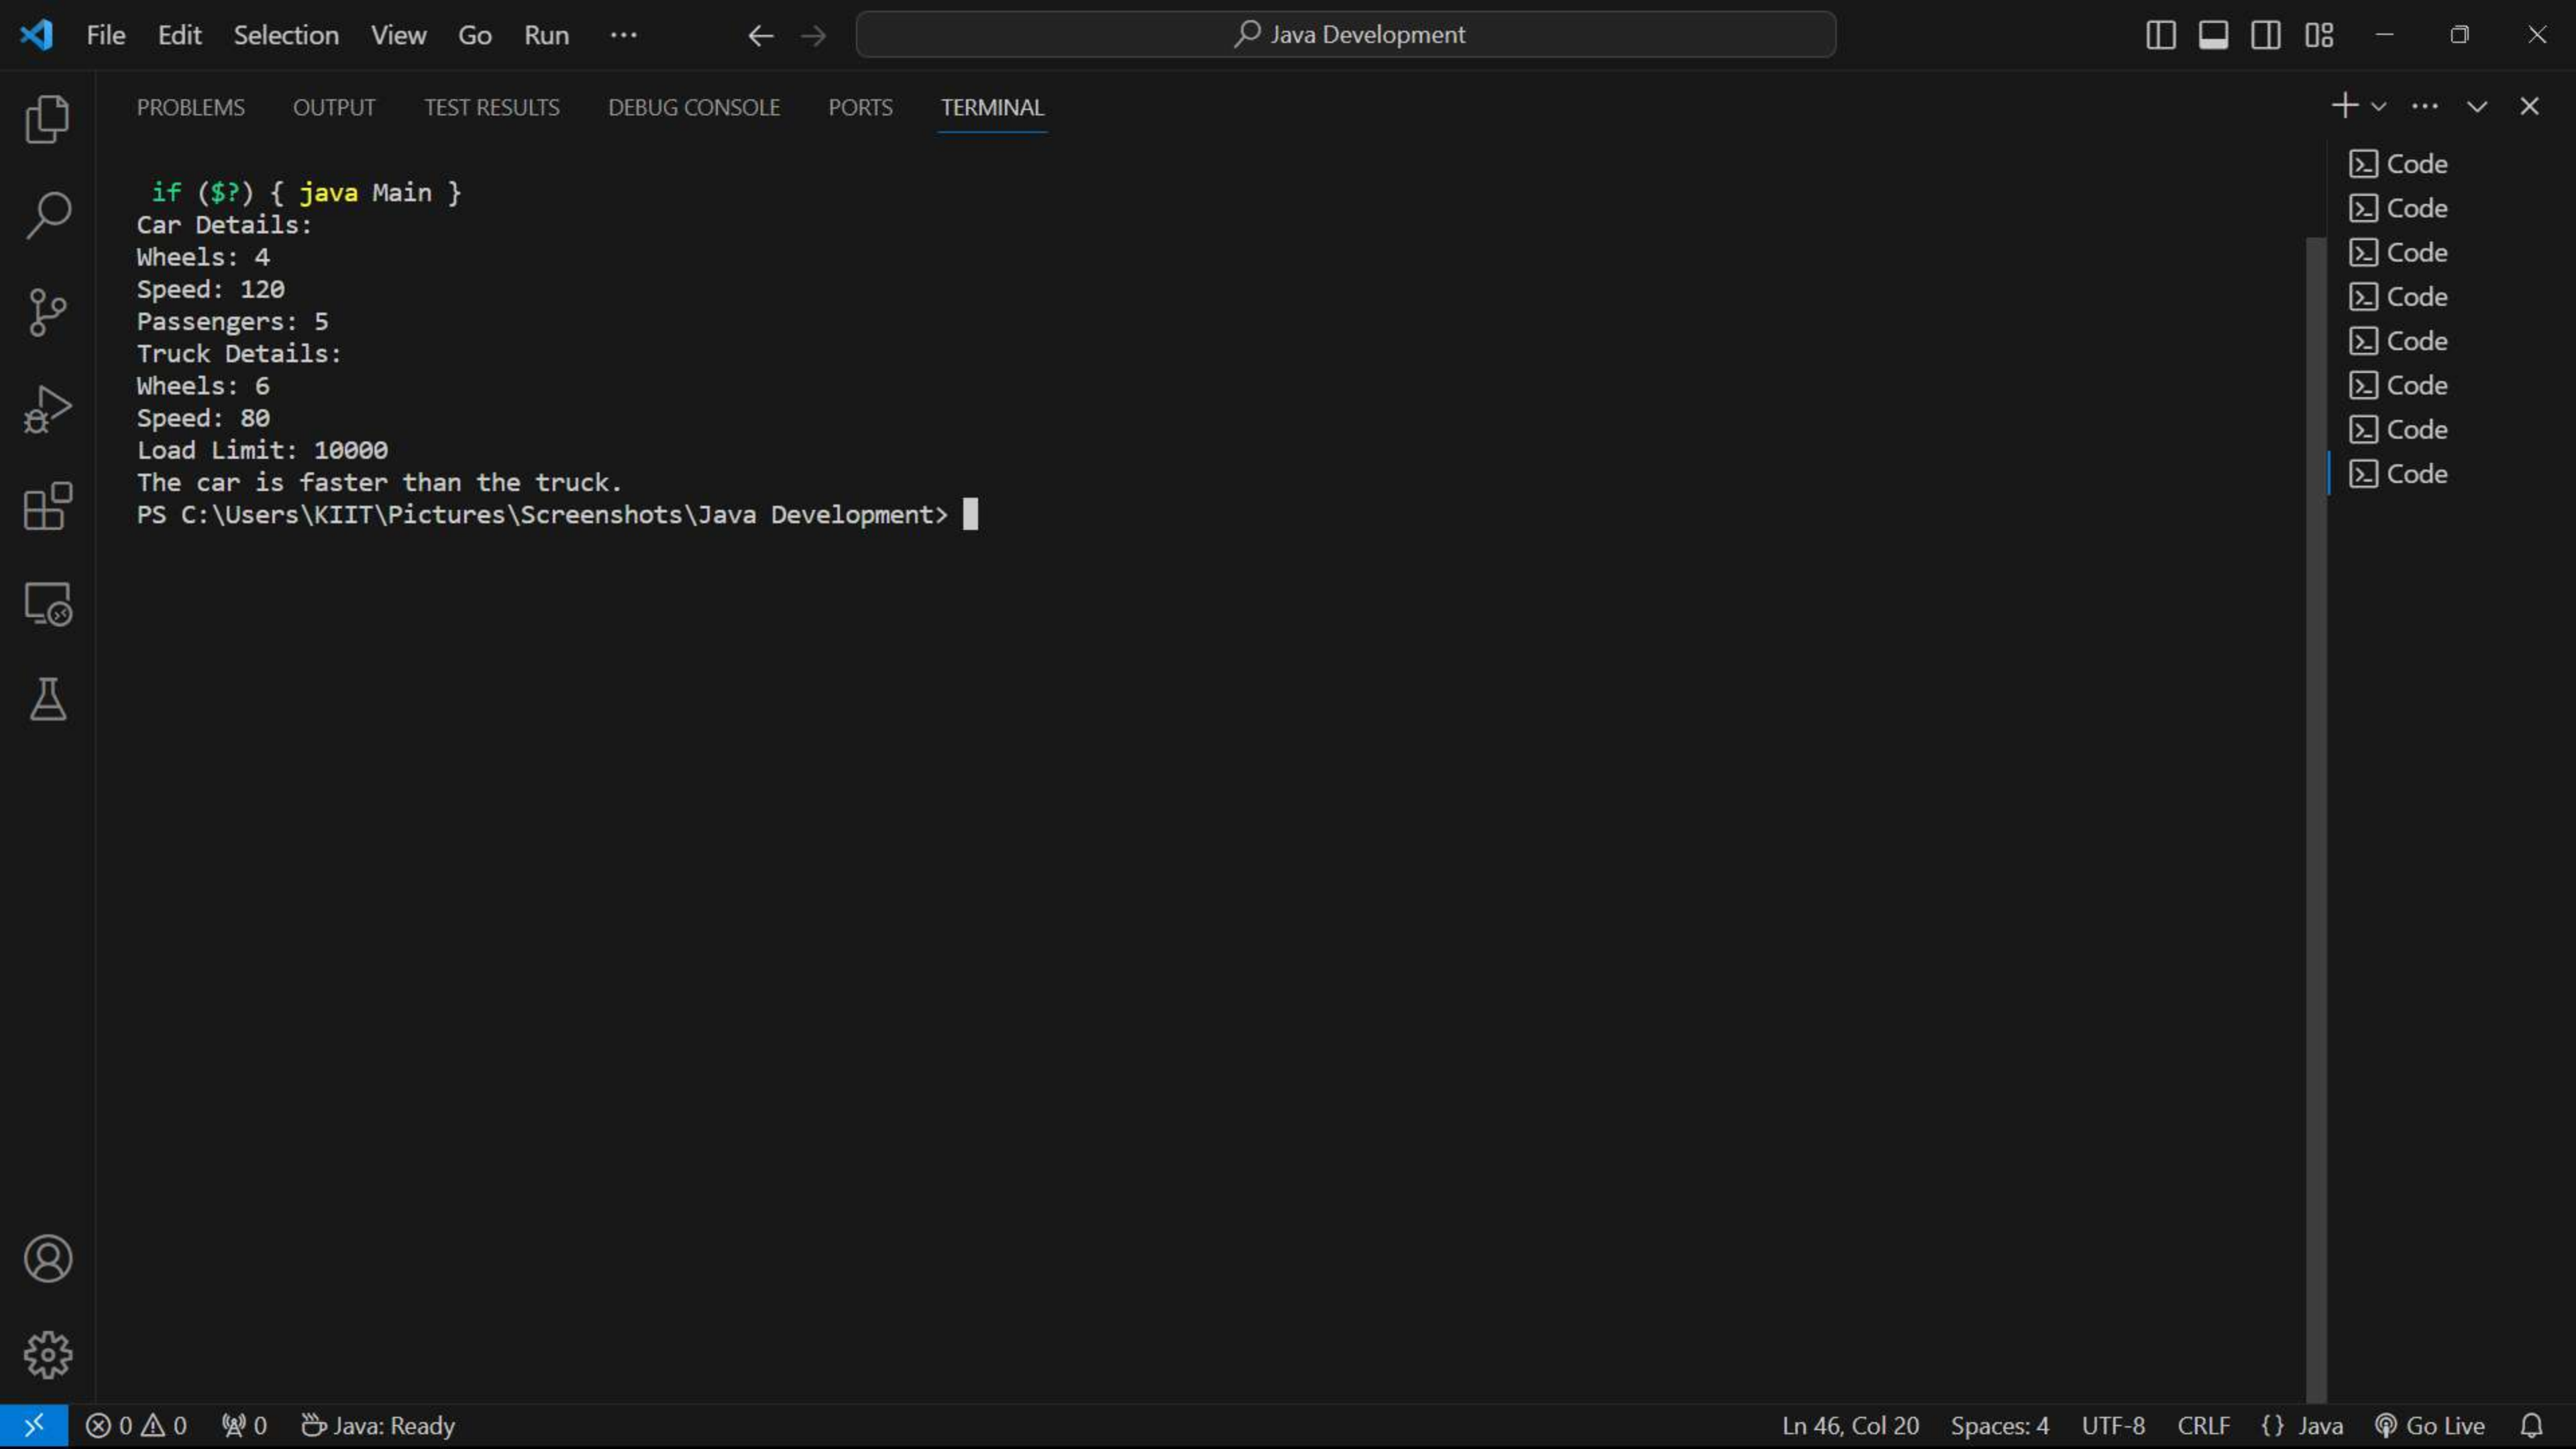 File Edit Selection View Go Run ··· Java Development
PROBLEMS OUTPUT TEST RESULTS DEBUG CONSOLE PORTS TERMINAL
if ($?) { java Main }
Car Details:
Wheels: 4
Speed: 120
Passengers: 5
Truck Details:
Wheels: 6
Speed: 80
Load Limit: 10000
The car is faster than the truck.
PS C:\Users\KIIT\Pictures\Screenshots\Java Development>
Code
Code
Code
Code
Code
Code
Code
Code
0 0 0 Java: Ready Ln 46, Col 20 Spaces: 4 UTF-8 CRLF {} Java Go Live